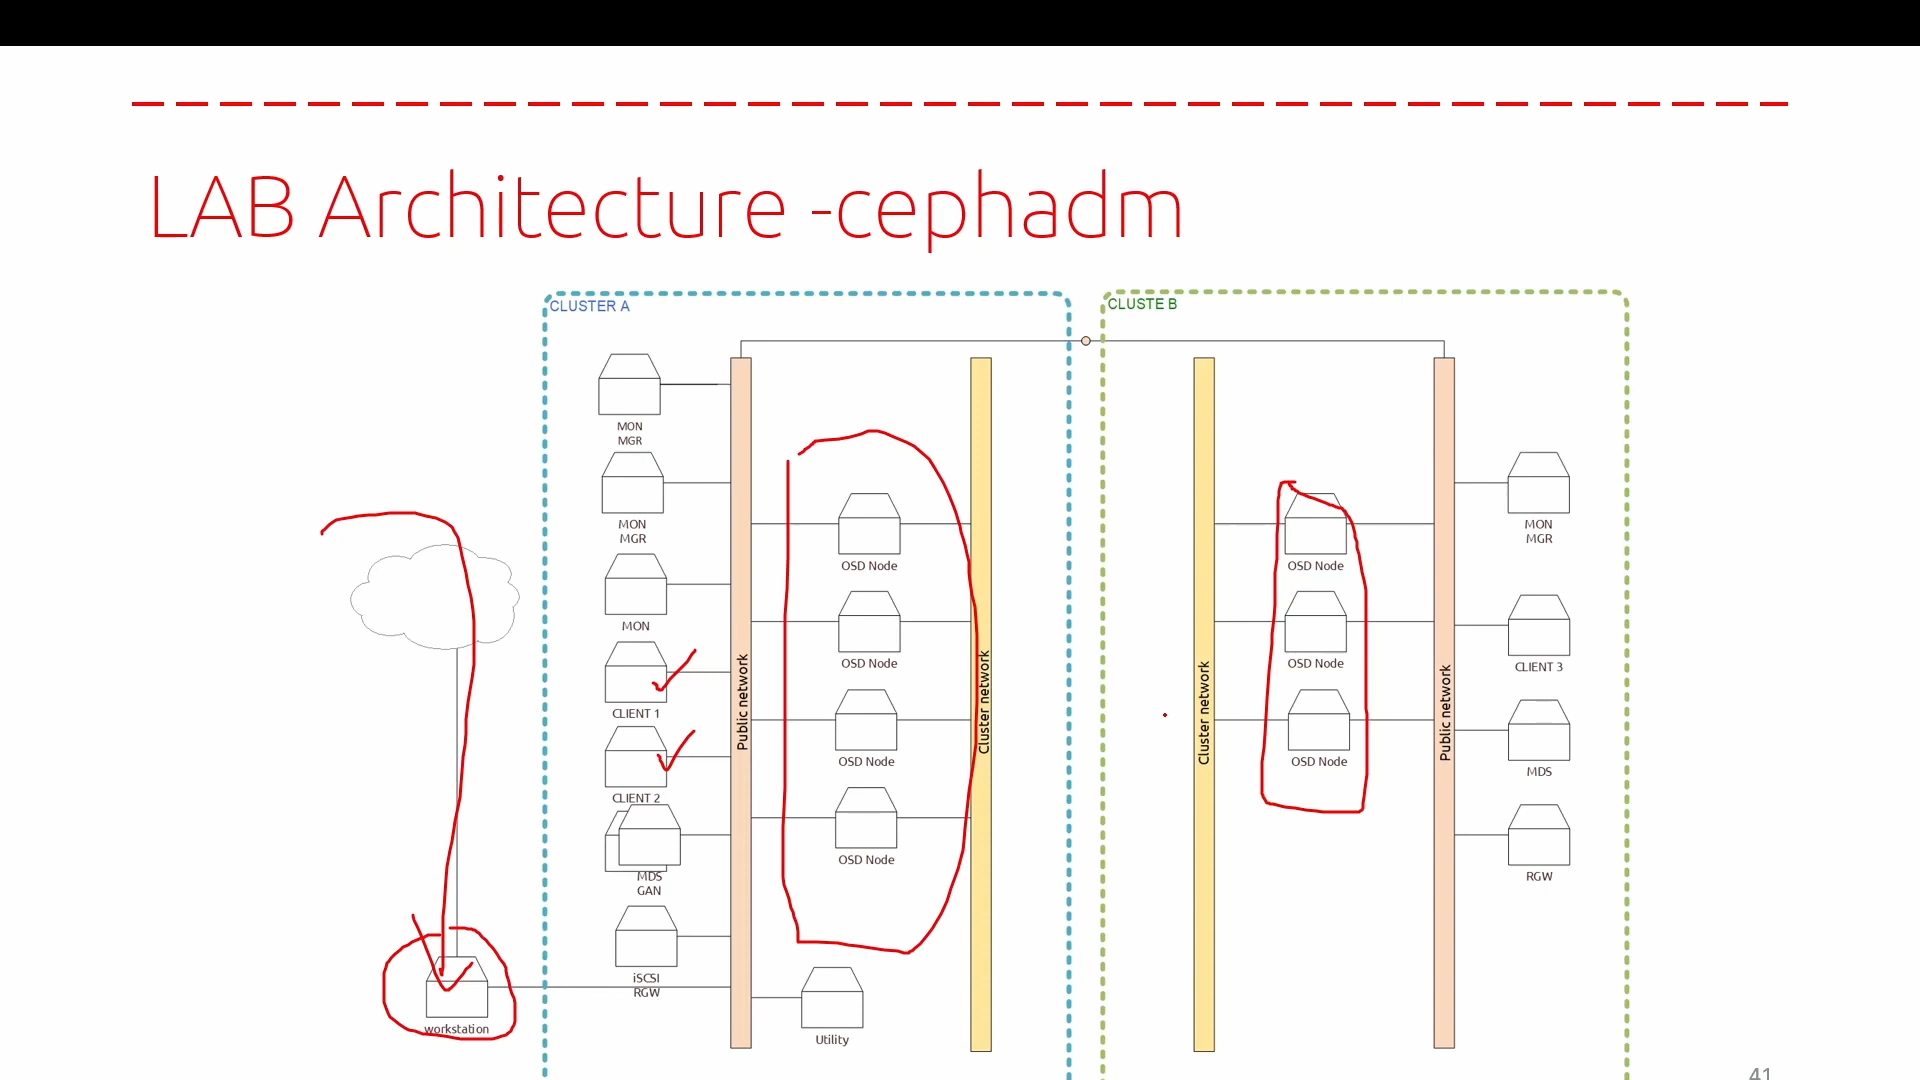 LAB Architecture -cephadm
CLUSTER A
CLUSTE B
MON
MGR
MON
MGR
MON
CLIENT 1
CLIENT 2
MDS
GAN
iSCSI
RGW
workstation
Public network
OSD Node
OSD Node
OSD Node
OSD Node
Utility
Cluster network
Cluster network
OSD Node
OSD Node
OSD Node
Public network
MON
MGR
CLIENT 3
MDS
RGW
41